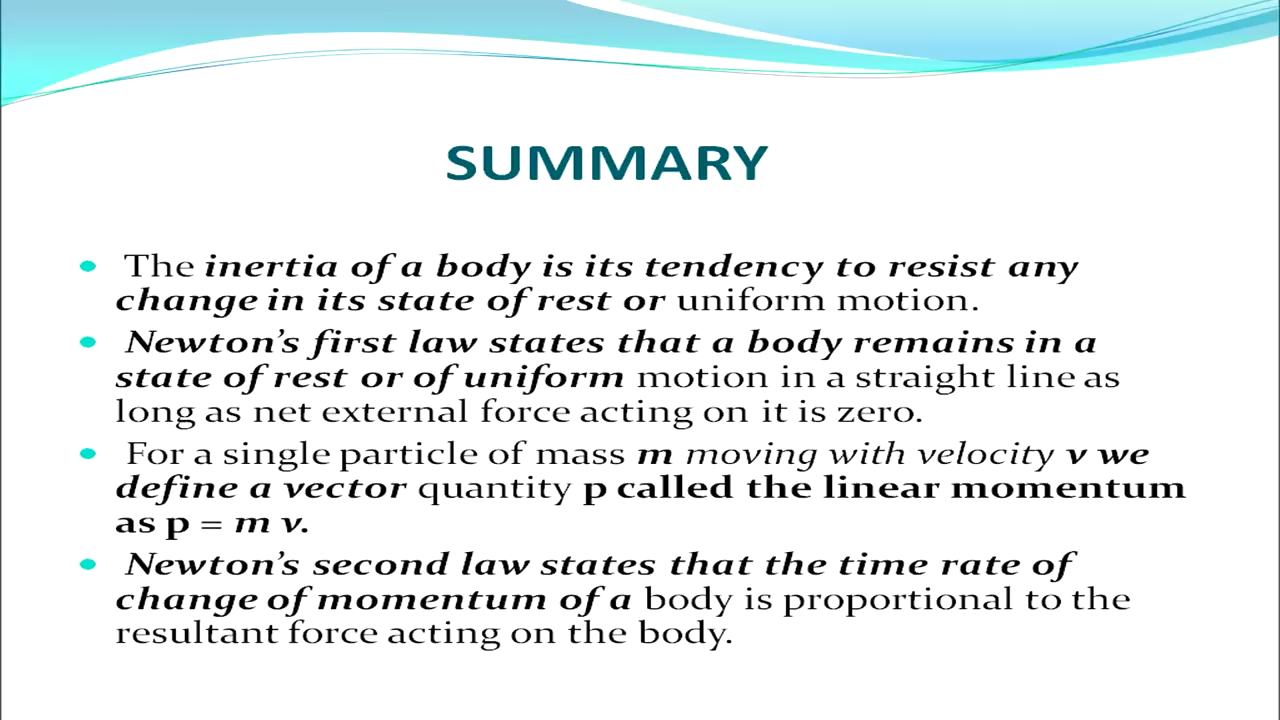 SUMMARY
• The inertia of a body is its tendency to resist any
change in its state of rest or uniform motion.
• Newton’s first law states that a body remains in a
state of rest or of uniform motion in a straight line as
long as net external force acting on it is zero.
• For a single particle of mass m moving with velocity v we
define a vector quantity p called the linear momentum
as p = m v.
• Newton’s second law states that the time rate of
change of momentum of a body is proportional to the
resultant force acting on the body.